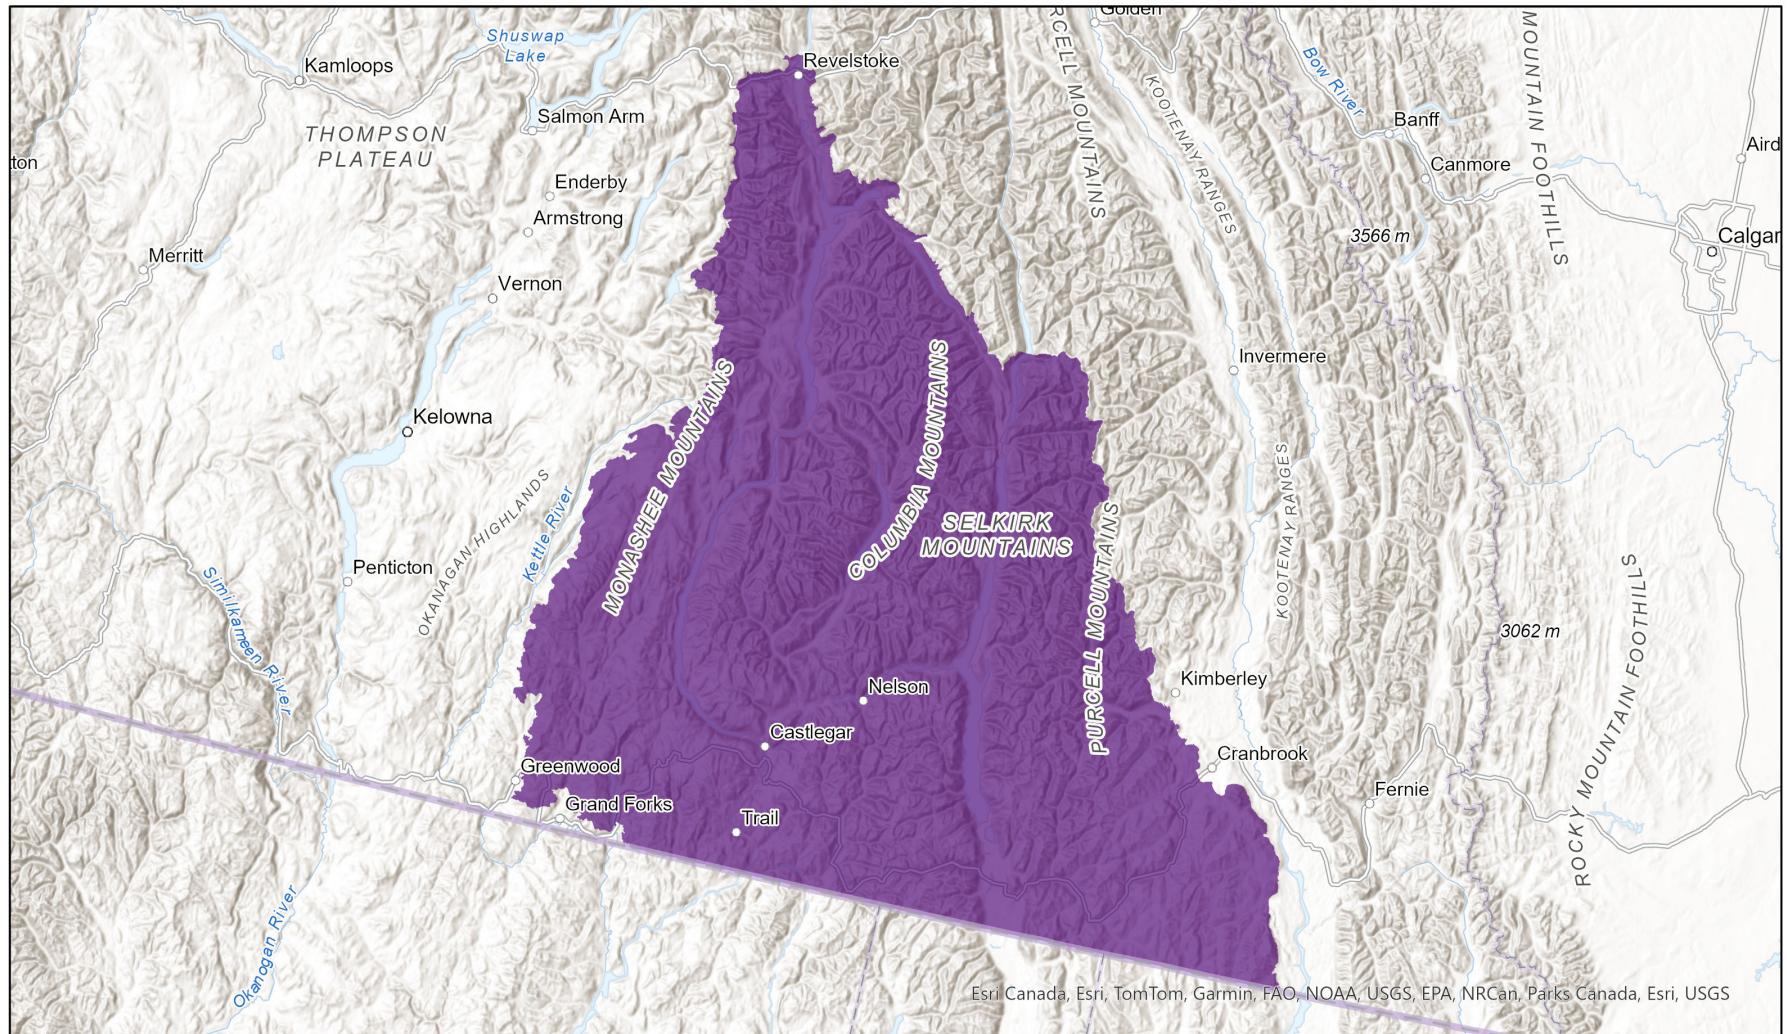 Golden
Shuswap
Lake
Revelstoke
Kamloops
RCELL MOUNTAINS
KOOTENAY RANGES
Bow River
MOUNTAIN FOOTHILLS
Salmon Arm
Banff
THOMPSON
PLATEAU
ton
Aird
Canmore
Enderby
Armstrong
3566 m
Calgar
Merritt
Vernon
Invermere
MONASHEE MOUNTAINS
COLUMBIA MOUNTAINS
Kelowna
OKANAGAN HIGHLANDS
Kettle River
SELKIRK
MOUNTAINS
PURCELL MOUNTAINS
KOOTENAY RANGES
Penticton
Similkameen River
3062 m
ROCKY MOUNTAIN FOOTHILLS
Kimberley
Nelson
Castlegar
Cranbrook
Greenwood
Fernie
Grand Forks
Trail
Okanogan River
Esri Canada, Esri, TomTom, Garmin, FAO, NOAA, USGS, EPA, NRCan, Parks Canada, Esri, USGS